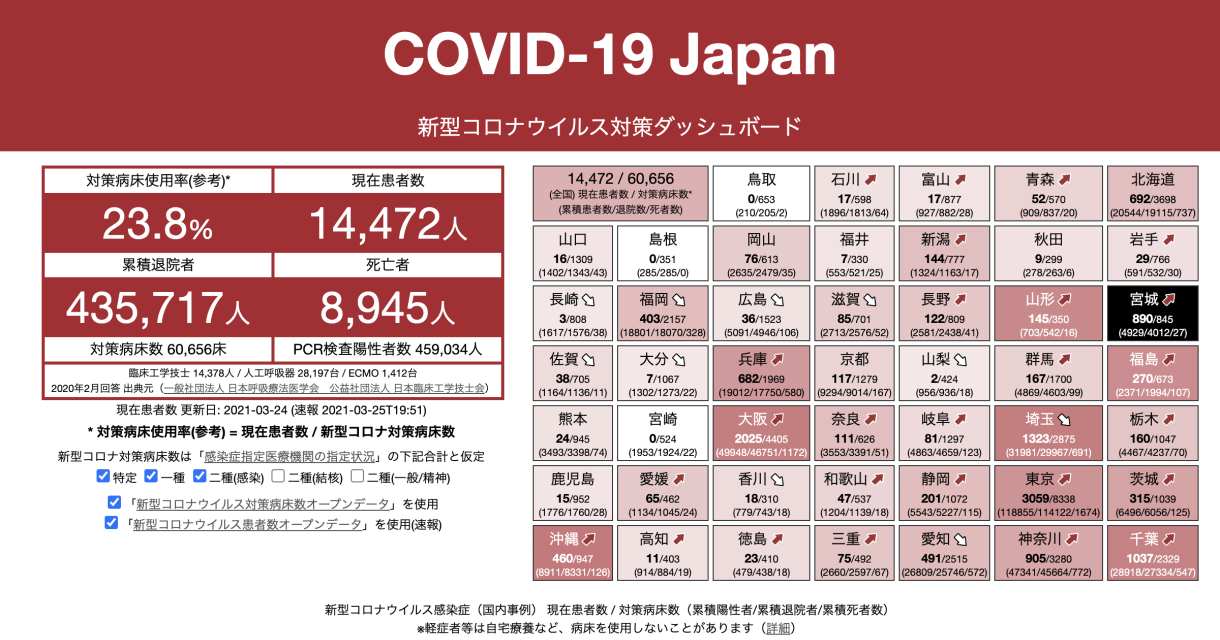 COVID-19 Japan
新型コロナウイルス対策ダッシュボード
対策病床使用率(参考)*
現在患者数
23.8%
14,472人
累積退院者
死亡者
435,717人
8,945人
対策病床数 60,656床
PCR検査陽性者数 459,034人
臨床工学技士 14,378人 / 人工呼吸器 28,197台 / ECMO 1,412台
2020年2月回答 出典元（一般社団法人 日本呼吸療法医学会　公益社団法人 日本臨床工学技士会）
現在患者数 更新日: 2021-03-24 (速報 2021-03-25T19:51)
* 対策病床使用率(参考) = 現在患者数 / 新型コロナ対策病床数
新型コロナ対策病床数は「感染症指定医療機関の指定状況」の下記合計と仮定
特定 一種 二種(感染) 二種(結核) 二種(一般/精神)
「新型コロナウイルス対策病床数オープンデータ」を使用
「新型コロナウイルス患者数オープンデータ」を使用(速報)
14,472 / 60,656
(全国) 現在患者数 / 対策病床数*
(累積患者数/退院数/死者数)
鳥取
0/653
(210/205/2)
石川
17/598
(1896/1813/64)
富山
17/877
(927/882/28)
青森
52/570
(909/837/20)
北海道
692/3698
(20544/19115/737)
山口
16/1309
(1402/1343/43)
島根
0/351
(285/285/0)
岡山
76/613
(2635/2479/35)
福井
7/330
(553/521/25)
新潟
144/777
(1324/1163/17)
秋田
9/299
(278/263/6)
岩手
29/766
(591/532/30)
長崎
3/808
(1617/1576/38)
福岡
403/2157
(18801/18070/328)
広島
36/1523
(5091/4946/106)
滋賀
85/701
(2713/2576/52)
長野
122/809
(2581/2438/41)
山形
145/350
(703/542/16)
宮城
890/845
(4929/4012/27)
佐賀
38/705
(1164/1136/11)
大分
7/1067
(1302/1273/22)
兵庫
682/1969
(19012/17750/580)
京都
117/1279
(9294/9014/167)
山梨
2/424
(956/936/18)
群馬
167/1700
(4869/4603/99)
福島
270/673
(2371/1994/107)
熊本
24/945
(3493/3398/74)
宮崎
0/524
(1953/1924/22)
大阪
2025/4405
(49948/46751/1172)
奈良
111/626
(3553/3391/51)
岐阜
81/1297
(4863/4659/123)
埼玉
1323/2875
(31981/29967/691)
栃木
160/1047
(4467/4237/70)
鹿児島
15/952
(1776/1760/28)
愛媛
65/462
(1134/1045/24)
香川
18/310
(779/743/18)
和歌山
47/537
(1204/1139/18)
静岡
201/1072
(5543/5227/115)
東京
3059/8338
(118855/114122/1674)
茨城
315/1039
(6496/6056/125)
沖縄
460/947
(8911/8331/126)
高知
11/403
(914/884/19)
徳島
23/410
(479/438/18)
三重
75/492
(2660/2597/67)
愛知
491/2515
(26809/25746/572)
神奈川
905/3280
(47341/45664/772)
千葉
1037/2329
(28918/27334/547)
新型コロナウイルス感染症（国内事例） 現在患者数 / 対策病床数（累積陽性者/累積退院者/累積死者数）
※軽症者等は自宅療養など、病床を使用しないことがあります（詳細）